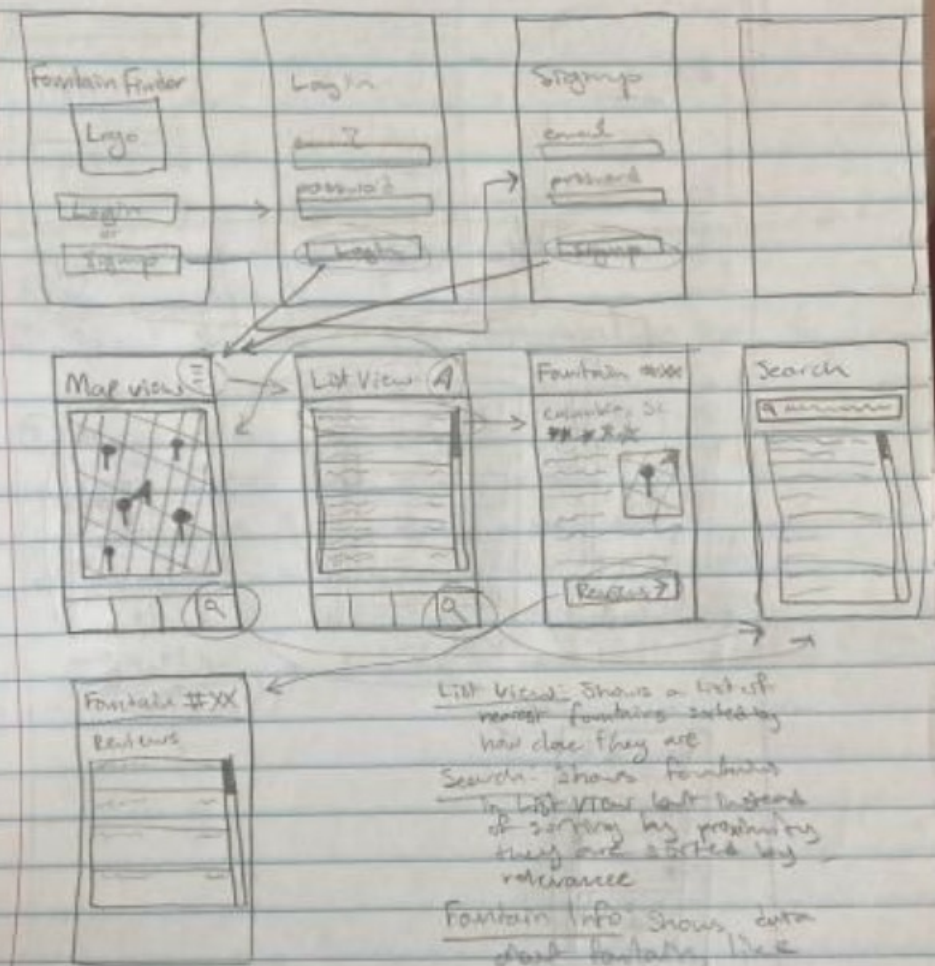 Fountain Finder
Logo
Login
or
Signup
Login
email
password
Login
Signup
email
password
Signup
Map view
List View
Fountain #XX
Columbia, SC
Reviews >
Search
Fountain #XX
Reviews
List View: Shows a list of
nearest fountains sorted by
how close they are
Search: Shows fountains
in List View but instead
of sorting by proximity
they are sorted by
relevance
Fountain Info Shows data
about fountain like